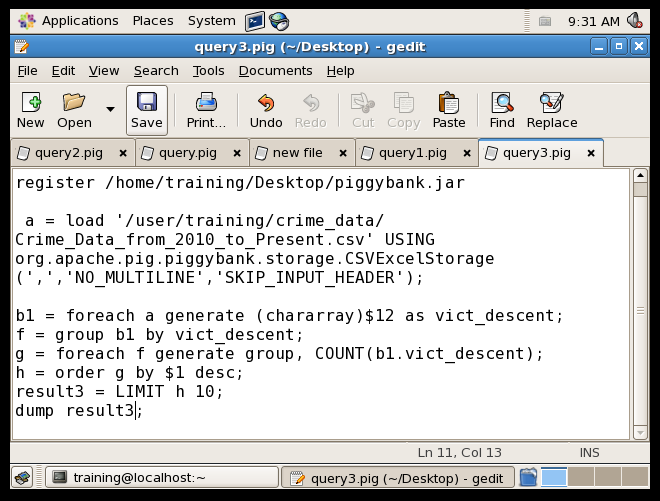 Applications Places System 9:31 AM
query3.pig (~/Desktop) - gedit
File Edit View Search Tools Documents Help
New Open Save Print... Undo Redo Cut Copy Paste Find Replace
query2.pig query.pig new file query1.pig query3.pig
register /home/training/Desktop/piggybank.jar
a = load '/user/training/crime_data/
Crime_Data_from_2010_to_Present.csv' USING
org.apache.pig.piggybank.storage.CSVExcelStorage
(',','NO_MULTILINE','SKIP_INPUT_HEADER');
b1 = foreach a generate (chararray)$12 as vict_descent;
f = group b1 by vict_descent;
g = foreach f generate group, COUNT(b1.vict_descent);
h = order g by $1 desc;
result3 = LIMIT h 10;
dump result3;
Ln 11, Col 13 INS
training@localhost:~ query3.pig (~/Desktop) - gedit